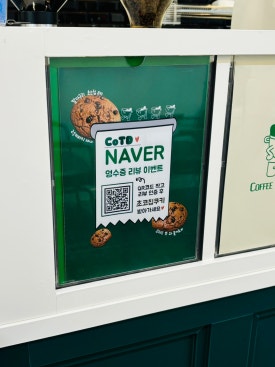 CoTD
NAVER
영수증 리뷰 이벤트
QR코드 찍고
리뷰 인증 후
초코칩쿠키
받아가세요
COFFEE